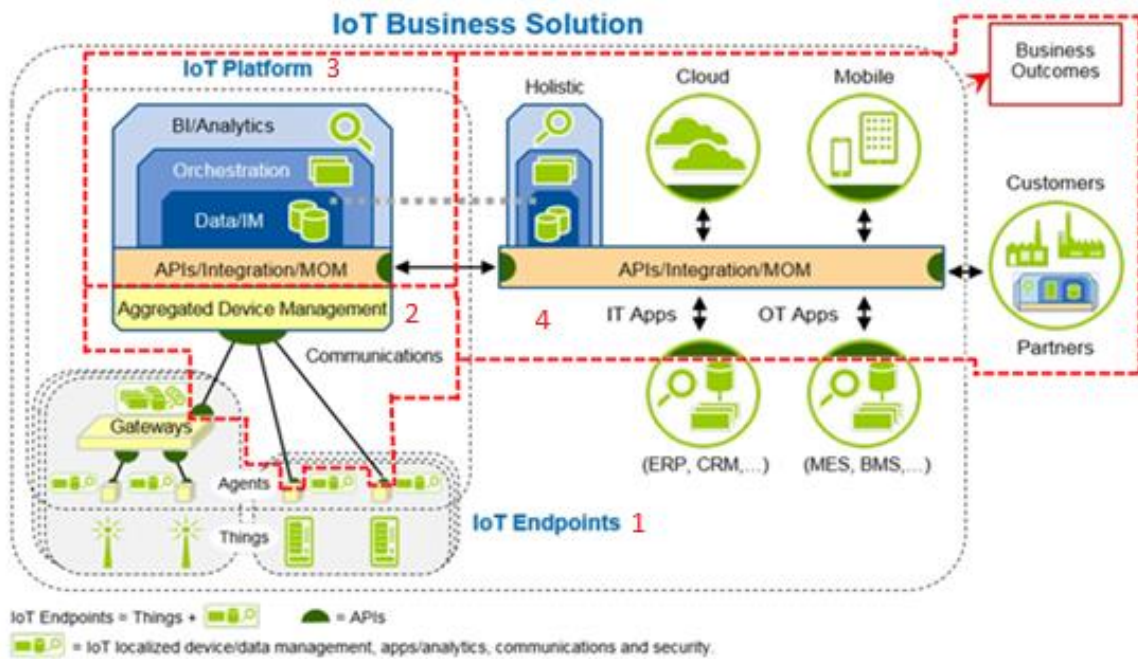 IoT Business Solution
IoT Platform 3
Business
Outcomes
Cloud
Mobile
Holistic
BI/Analytics
Orchestration
Data/IM
Customers
APIs/Integration/MOM
APIs/Integration/MOM
Aggregated Device Management
2
4
IT Apps
OT Apps
Partners
Communications
Gateways
(ERP, CRM,...)
(MES, BMS,...)
Agents
IoT Endpoints 1
Things
IoT Endpoints = Things +
= APIs
= IoT localized device/data management, apps/analytics, communications and security.